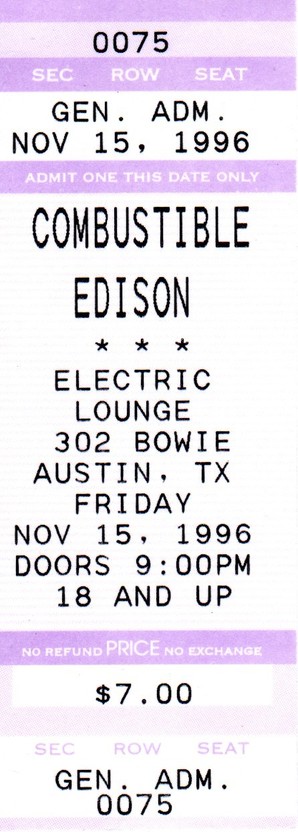 0075
SEC ROW SEAT
GEN. ADM.
NOV 15, 1996
ADMIT ONE THIS DATE ONLY
COMBUSTIBLE
EDISON
* * *
ELECTRIC
LOUNGE
302 BOWIE
AUSTIN, TX
FRIDAY
NOV 15, 1996
DOORS 9:00PM
18 AND UP
NO REFUND PRICE NO EXCHANGE
$7.00
SEC ROW SEAT
GEN. ADM.
0075